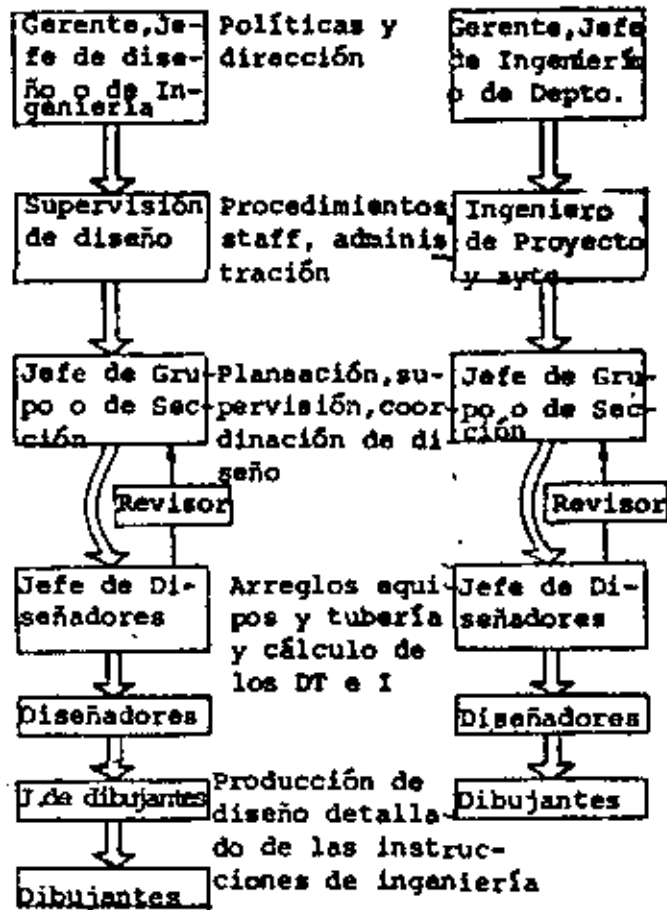 Gerente,Je-
fe de dise-
ño o de In-
geniería
Políticas y
dirección
Gerente,Jefe
de Ingenierí
o de Depto.
Supervisión
de diseño
Procedimientos,
staff, adminis
tración
Ingeniero
de Proyecto
y ayte.
Jefe de Gru-
po o de Sec-
ción
Planeación,su-
pervisión,coor-
dinación de di
seño
Jefe de Gru-
po o de Sec-
ción
Revisor
Revisor
Jefe de Di-
señadores
Arreglos equi-
pos y tubería
y cálculo de
los DT e I
Jefe de Di-
señadores
Diseñadores
Diseñadores
J.de dibujantes
Producción de
diseño detalla-
do de las instruc-
ciones de ingeniería
Dibujantes
Dibujantes